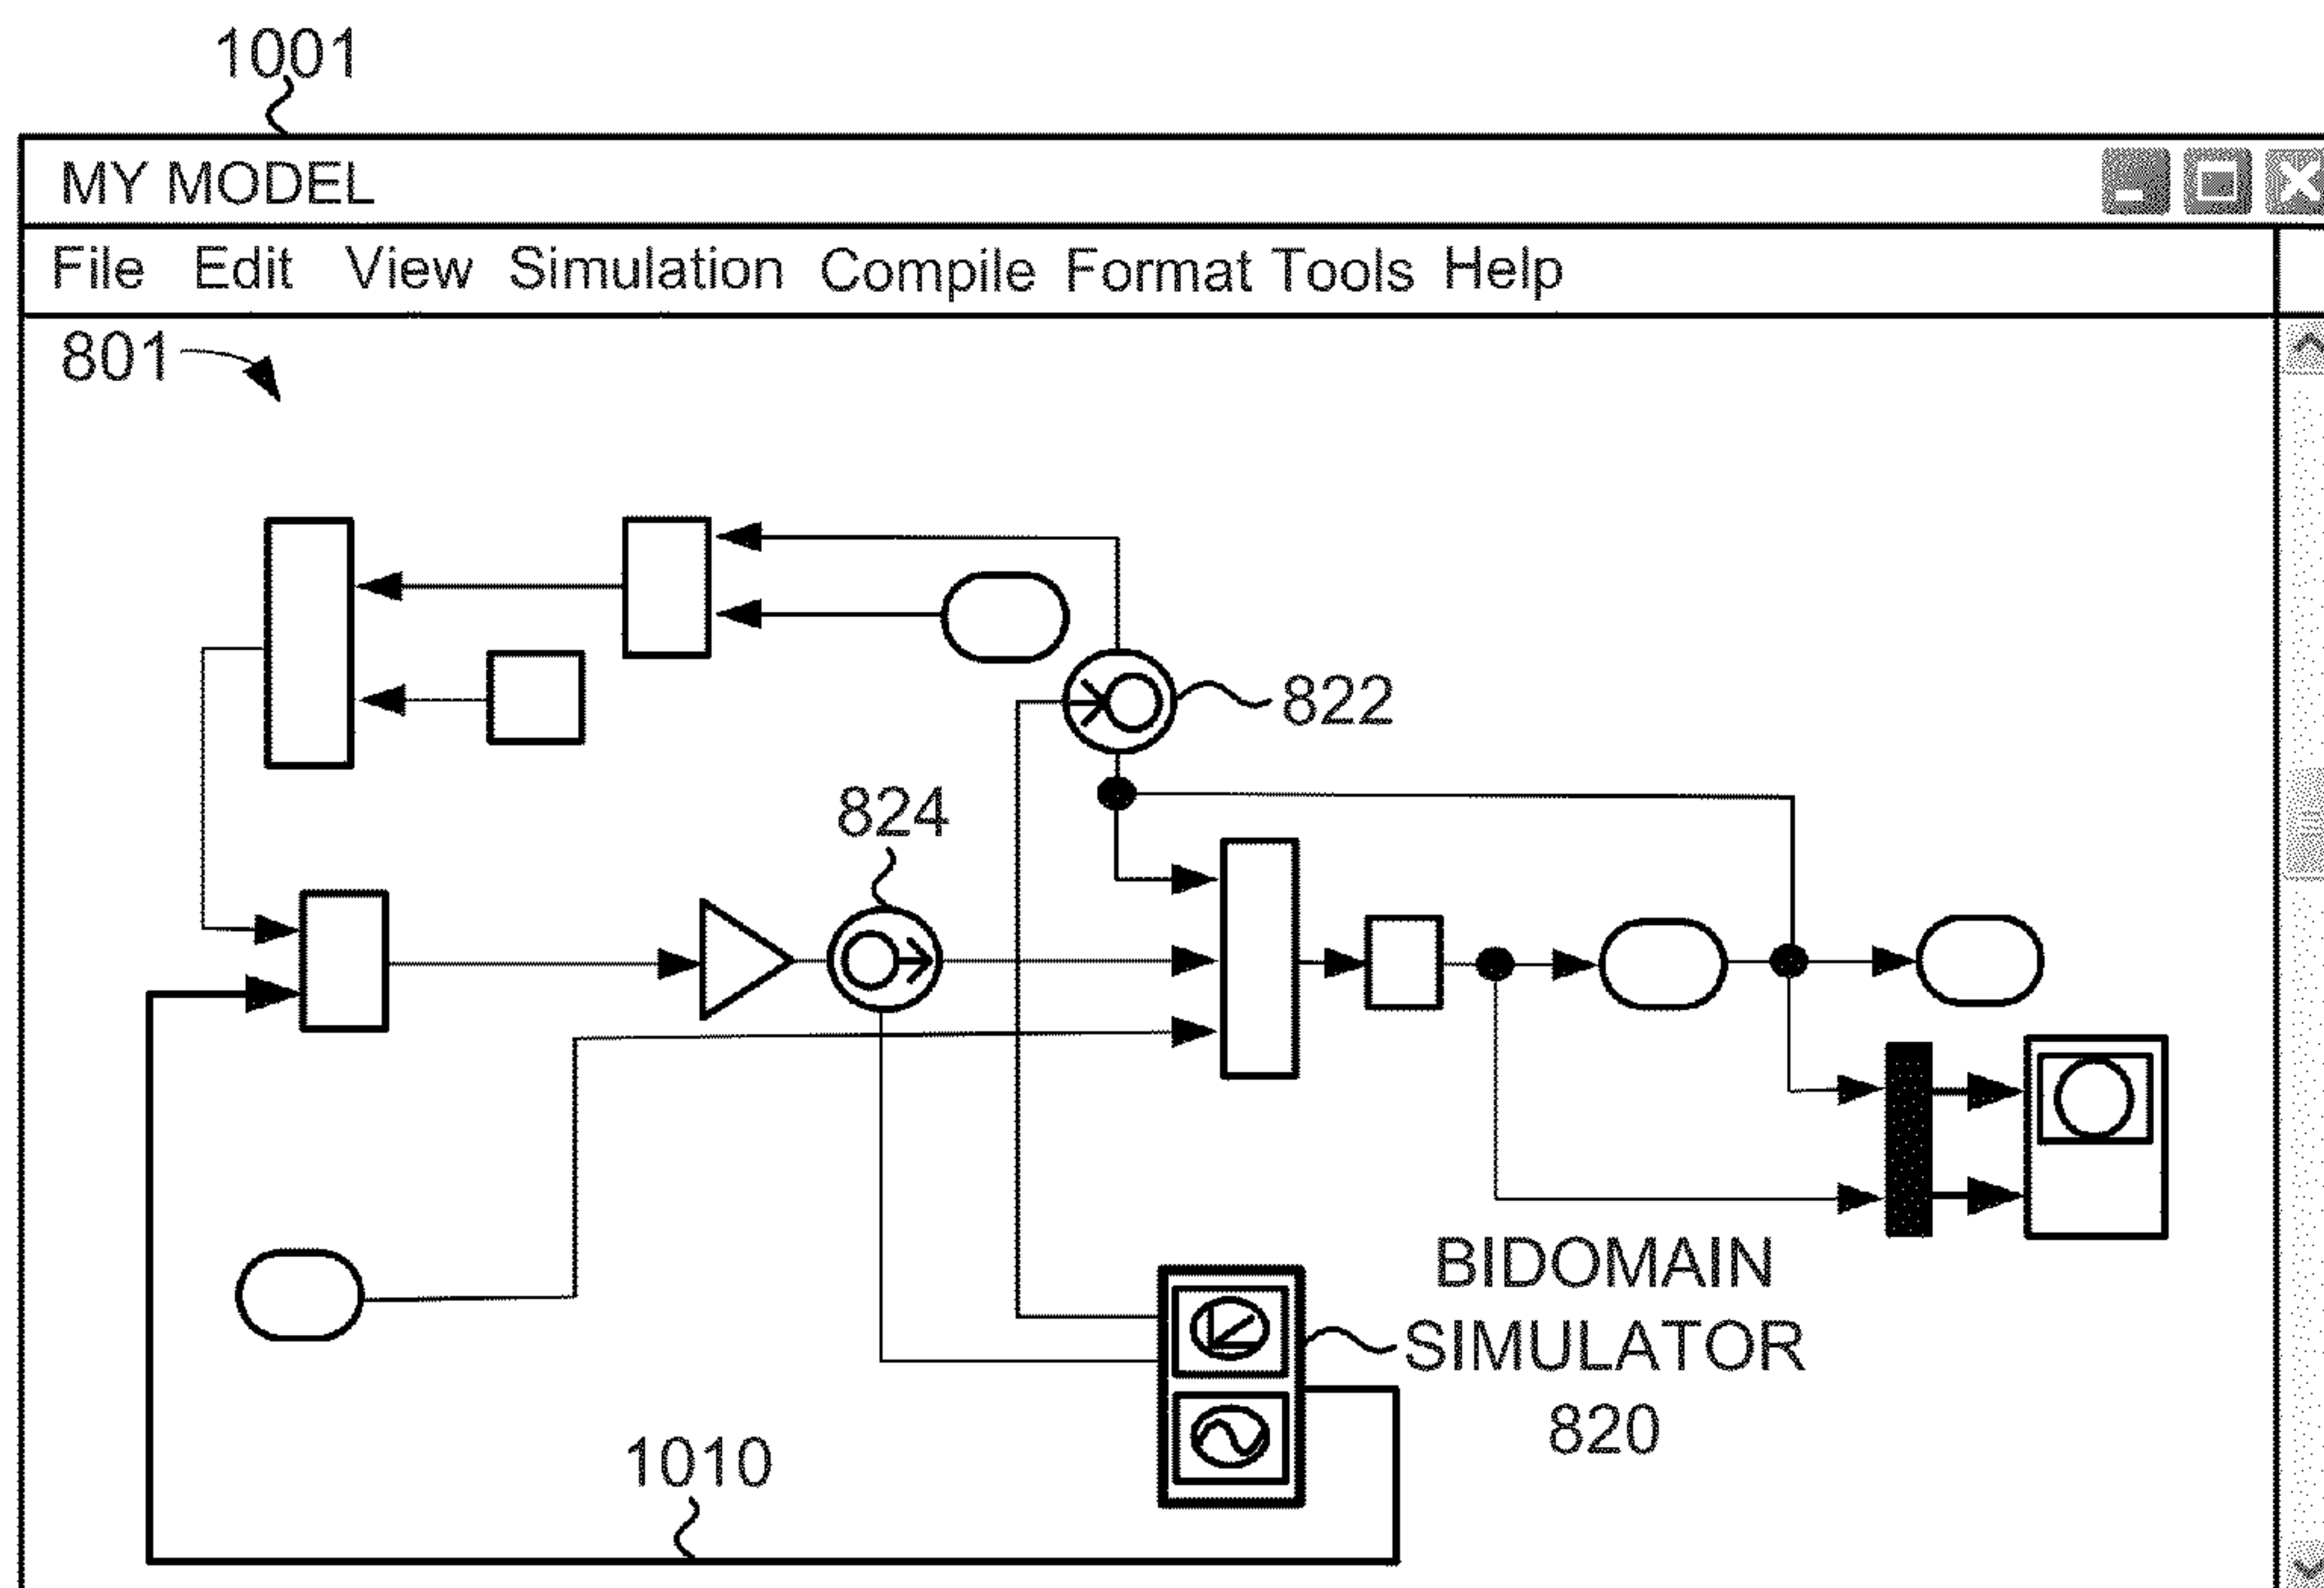 1001
MY MODEL
File Edit View Simulation Compile Format Tools Help
801
822
824
BIDOMAIN
SIMULATOR
820
1010